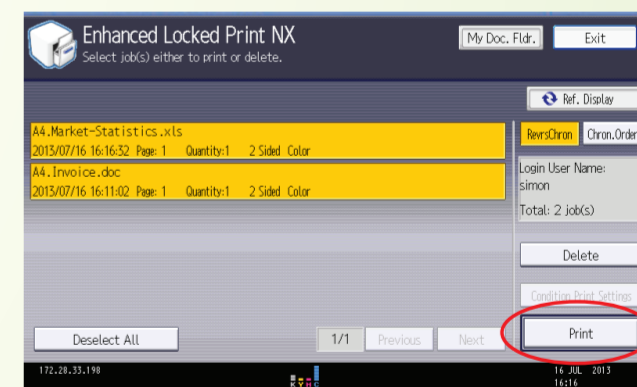 Enhanced Locked Print NX
My Doc. Fldr.
Exit
Select job(s) either to print or delete.
Ref. Display
A4.Market-Statistics.xls
RevrsChron
Chron.Order
2013/07/16 16:16:32 Page: 1 Quantity:1 2 Sided Color
A4.Invoice.doc
Login User Name:
simon
2013/07/16 16:11:02 Page: 1 Quantity:1 2 Sided Color
Total: 2 job(s)
Delete
Condition Print Settings
Deselect All
1/1
Previous
Next
Print
172.28.33.198
K Y M C
16 JUL 2013
16:16